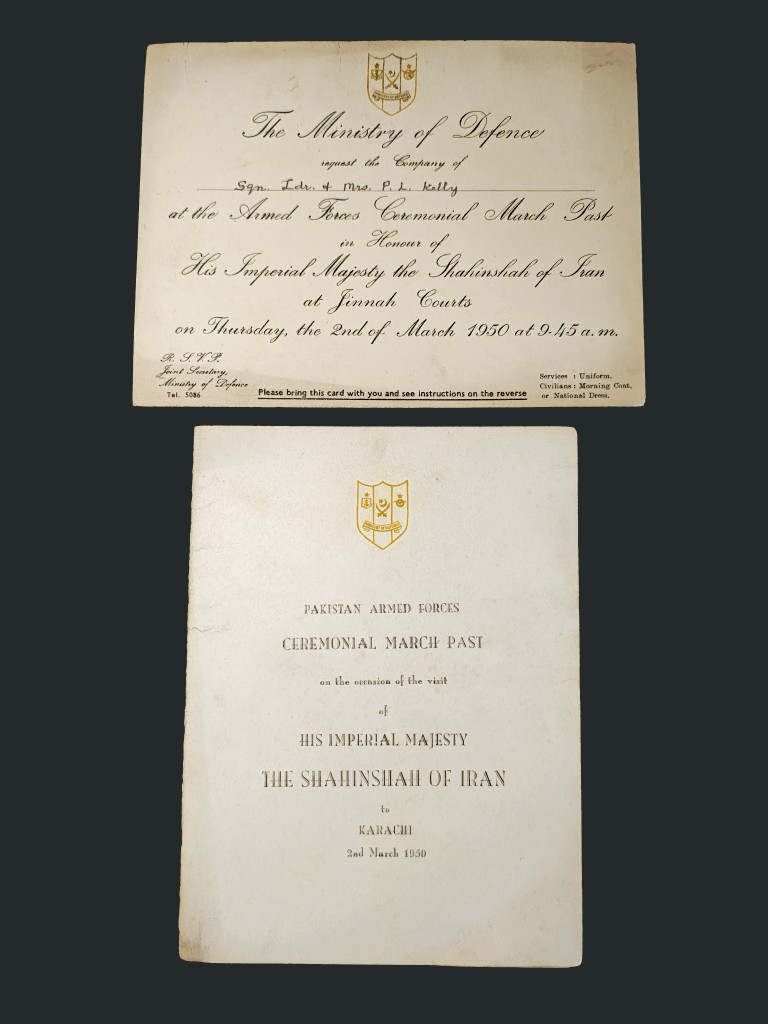 The Ministry of Defence
request the Company of
Sqn. Ldr. & Mrs. P. L. Kelly
at the Armed Forces Ceremonial March Past
in Honour of
His Imperial Majesty the Shahinshah of Iran
at Jinnah Courts
on Thursday, the 2nd of March 1950 at 9-45 a.m.
R. S. V. P.
Joint Secretary,
Ministry of Defence
Tel. 5086
Please bring this card with you and see instructions on the reverse
Services : Uniform.
Civilians : Morning Coat,
or National Dress.
PAKISTAN ARMED FORCES
CEREMONIAL MARCH PAST
on the occasion of the visit
of
HIS IMPERIAL MAJESTY
THE SHAHINSHAH OF IRAN
to
KARACHI
2nd March 1950